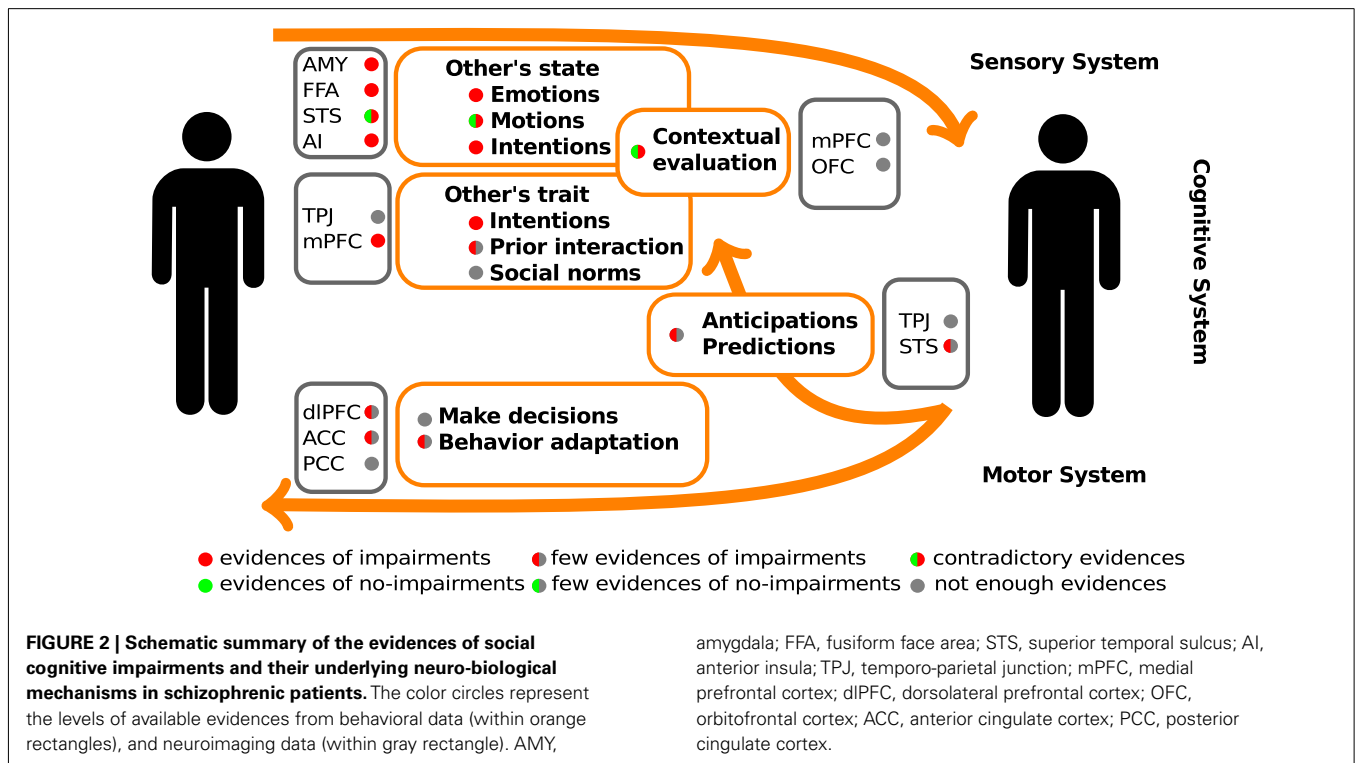 AMY
FFA
STS
AI
Other's state
Emotions
Motions
Intentions
Contextual
evaluation
mPFC
OFC
Sensory System
TPJ
mPFC
Other's trait
Intentions
Prior interaction
Social norms
Cognitive System
Anticipations
Predictions
TPJ
STS
dlPFC
ACC
PCC
Make decisions
Behavior adaptation
Motor System
evidences of impairments
few evidences of impairments
contradictory evidences
evidences of no-impairments
few evidences of no-impairments
not enough evidences
FIGURE 2 | Schematic summary of the evidences of social
cognitive impairments and their underlying neuro-biological
mechanisms in schizophrenic patients. The color circles represent
the levels of available evidences from behavioral data (within orange
rectangles), and neuroimaging data (within gray rectangle). AMY,
amygdala; FFA, fusiform face area; STS, superior temporal sulcus; AI,
anterior insula; TPJ, temporo-parietal junction; mPFC, medial
prefrontal cortex; dlPFC, dorsolateral prefrontal cortex; OFC,
orbitofrontal cortex; ACC, anterior cingulate cortex; PCC, posterior
cingulate cortex.